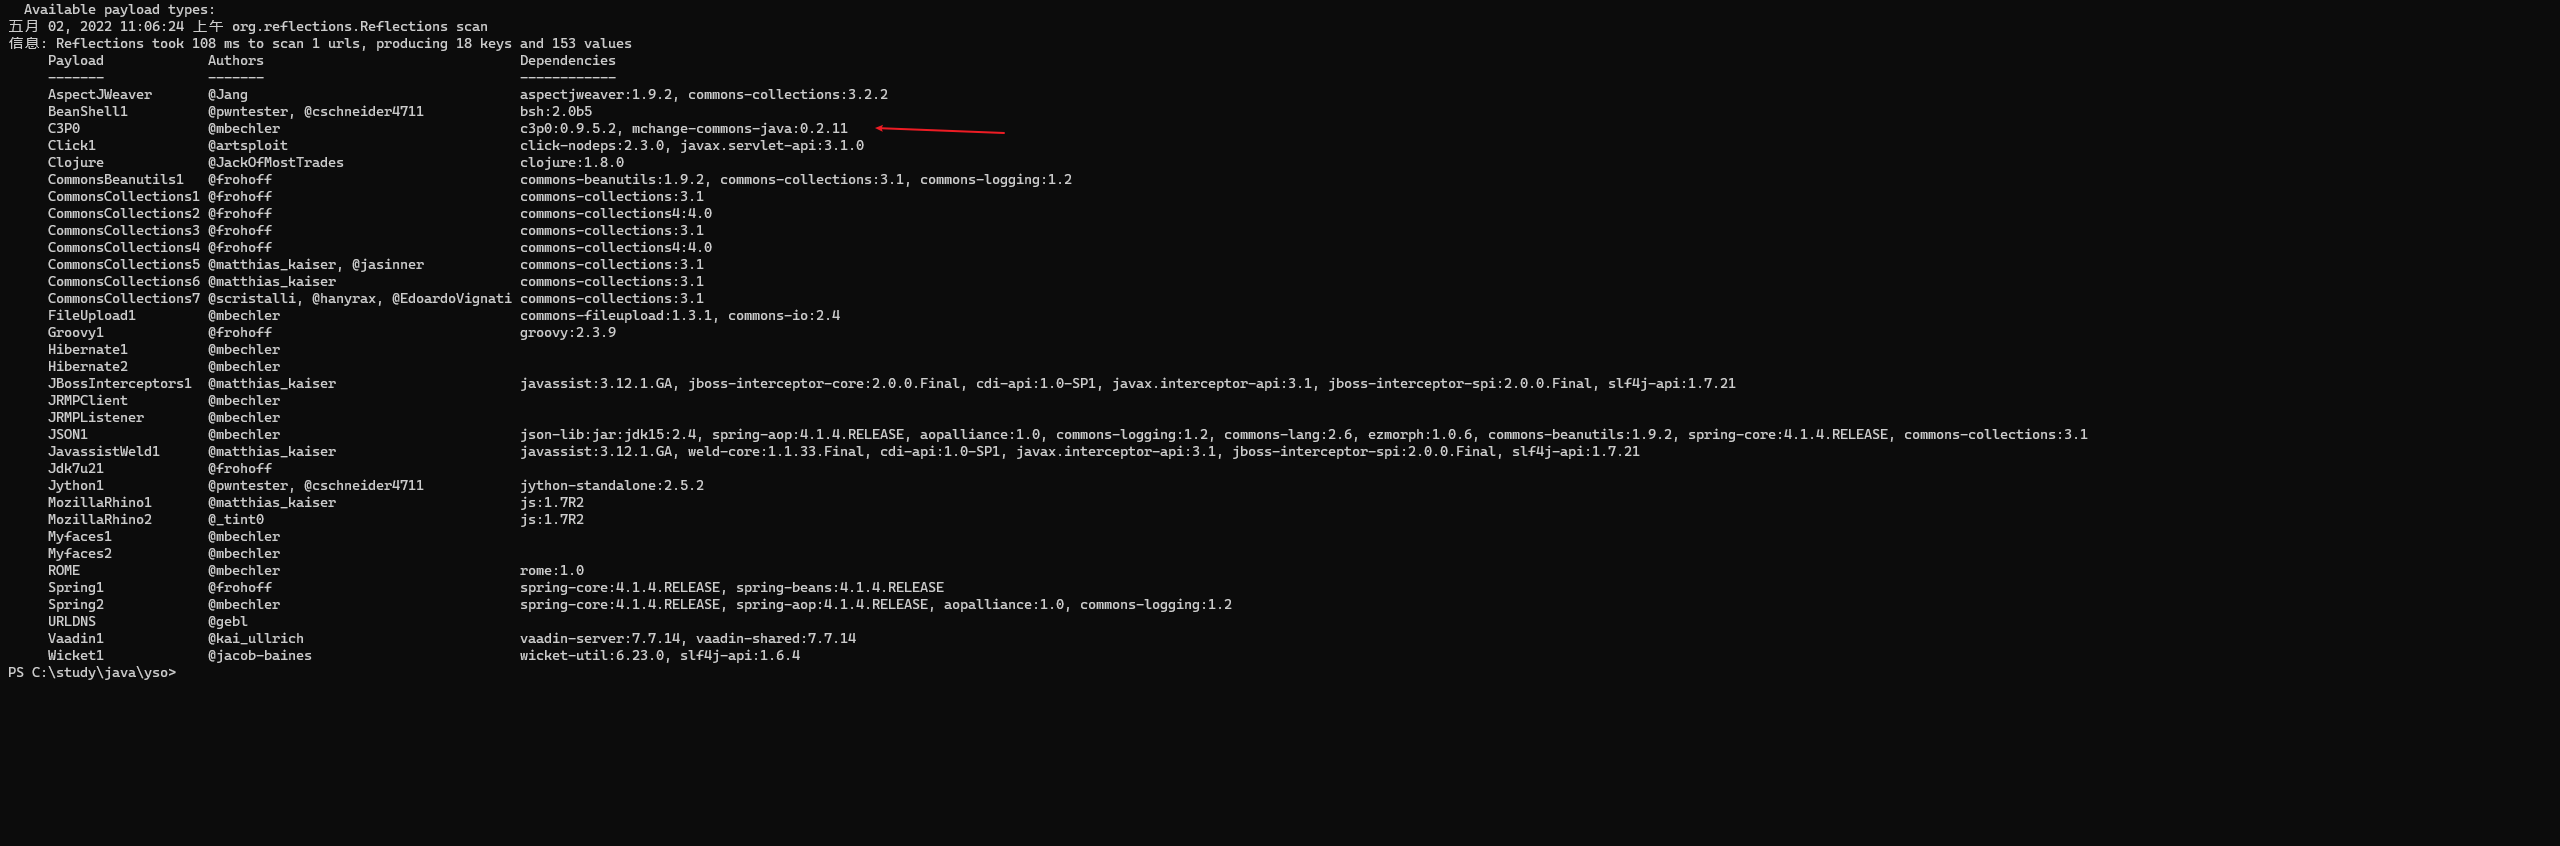 Available payload types:
五月 02, 2022 11:06:24 上午 org.reflections.Reflections scan
信息: Reflections took 108 ms to scan 1 urls, producing 18 keys and 153 values
Payload Authors Dependencies
------- ------- ------------
AspectJWeaver @Jang aspectjweaver:1.9.2, commons-collections:3.2.2
BeanShell1 @pwntester, @cschneider4711 bsh:2.0b5
C3P0 @mbechler c3p0:0.9.5.2, mchange-commons-java:0.2.11
Click1 @artsploit click-nodeps:2.3.0, javax.servlet-api:3.1.0
Clojure @JackOfMostTrades clojure:1.8.0
CommonsBeanutils1 @frohoff commons-beanutils:1.9.2, commons-collections:3.1, commons-logging:1.2
CommonsCollections1 @frohoff commons-collections:3.1
CommonsCollections2 @frohoff commons-collections4:4.0
CommonsCollections3 @frohoff commons-collections:3.1
CommonsCollections4 @frohoff commons-collections4:4.0
CommonsCollections5 @matthias_kaiser, @jasinner commons-collections:3.1
CommonsCollections6 @matthias_kaiser commons-collections:3.1
CommonsCollections7 @scristalli, @hanyrax, @EdoardoVignati commons-collections:3.1
FileUpload1 @mbechler commons-fileupload:1.3.1, commons-io:2.4
Groovy1 @frohoff groovy:2.3.9
Hibernate1 @mbechler
Hibernate2 @mbechler
JBossInterceptors1 @matthias_kaiser javassist:3.12.1.GA, jboss-interceptor-core:2.0.0.Final, cdi-api:1.0-SP1, javax.interceptor-api:3.1, jboss-interceptor-spi:2.0.0.Final, slf4j-api:1.7.21
JRMPClient @mbechler
JRMPListener @mbechler
JSON1 @mbechler json-lib:jar:jdk15:2.4, spring-aop:4.1.4.RELEASE, aopalliance:1.0, commons-logging:1.2, commons-lang:2.6, ezmorph:1.0.6, commons-beanutils:1.9.2, spring-core:4.1.4.RELEASE, commons-collections:3.1
JavassistWeld1 @matthias_kaiser javassist:3.12.1.GA, weld-core:1.1.33.Final, cdi-api:1.0-SP1, javax.interceptor-api:3.1, jboss-interceptor-spi:2.0.0.Final, slf4j-api:1.7.21
Jdk7u21 @frohoff
Jython1 @pwntester, @cschneider4711 jython-standalone:2.5.2
MozillaRhino1 @matthias_kaiser js:1.7R2
MozillaRhino2 @_tint0 js:1.7R2
Myfaces1 @mbechler
Myfaces2 @mbechler
ROME @mbechler rome:1.0
Spring1 @frohoff spring-core:4.1.4.RELEASE, spring-beans:4.1.4.RELEASE
Spring2 @mbechler spring-core:4.1.4.RELEASE, spring-aop:4.1.4.RELEASE, aopalliance:1.0, commons-logging:1.2
URLDNS @gebl
Vaadin1 @kai_ullrich vaadin-server:7.7.14, vaadin-shared:7.7.14
Wicket1 @jacob-baines wicket-util:6.23.0, slf4j-api:1.6.4
PS C:\study\java\yso>